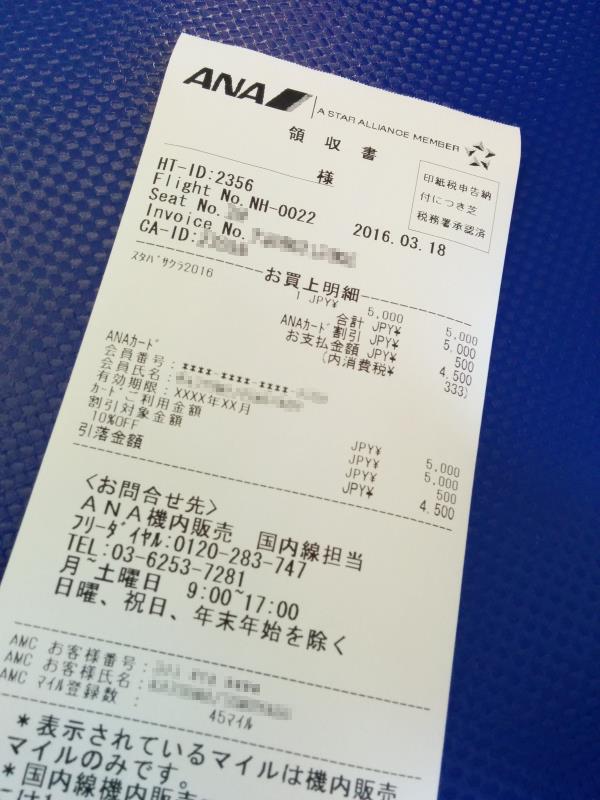 ANA
A STAR ALLIANCE MEMBER
領収書
様
印紙税申告納
付につき芝
税務署承認済
HT-ID:2356
Flight No.NH-0022
2016.03.18
Seat No.
Invoice No.
CA-ID:
お買上明細
ｽﾀﾊﾞｻｸﾗ2016
1 JPY¥ 5.000 5.000
合計 JPY¥ 5,000
ANAｶｰﾄﾞ割引 JPY¥ 500
お支払金額 JPY¥ 4,500
(内消費税¥ 333)
ANAｶｰﾄﾞ
会員番号：xxxx-xxxx-xxxx-
会員氏名：
有効期限：XXXX年XX月
ｶｰﾄﾞご利用金額 JPY¥ 5,000
割引対象金額 JPY¥ 5,000
10%OFF JPY¥ 500
引落金額 JPY¥ 4.500
〈お問合せ先〉
ＡＮＡ機内販売 国内線担当
ﾌﾘｰﾀﾞｲﾔﾙ:0120-283-747
TEL:03-6253-7281
月~土曜日 9:00~17:00
日曜、祝日、年末年始を除く
AMC お客様番号：
AMC お客様氏名：
AMC ﾏｲﾙ登録数 ： 45ﾏｲﾙ
＊表示されているマイルは機内販売
マイルのみです。
＊国内線機内販売